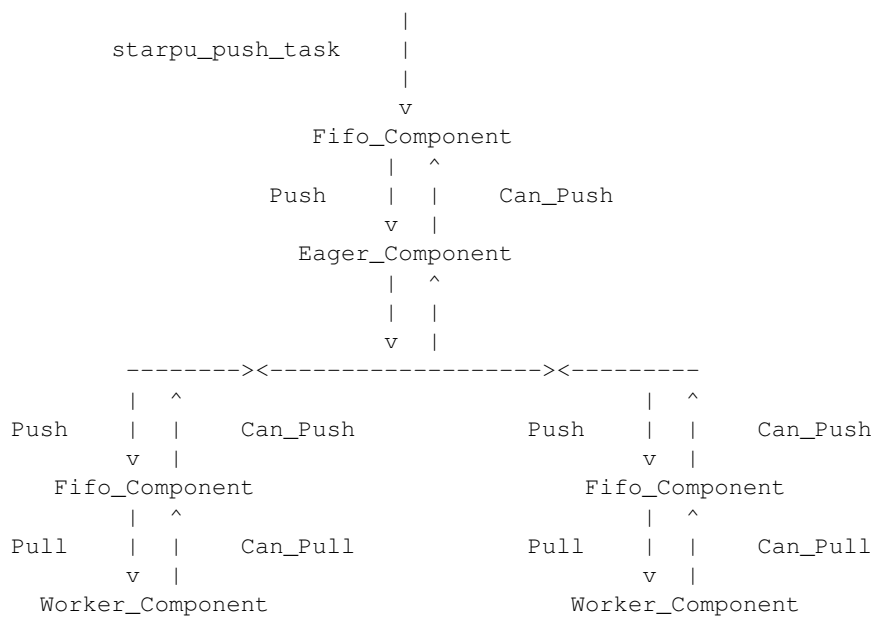 |
starpu_push_task |
|
v
Fifo_Component
| ^
Push | | Can_Push
v |
Eager_Component
| ^
| |
v |
--------><-------------------><---------
| ^ | ^
Push | | Can_Push Push | | Can_Push
v | v |
Fifo_Component Fifo_Component
| ^ | ^
Pull | | Can_Pull Pull | | Can_Pull
v | v |
Worker_Component Worker_Component